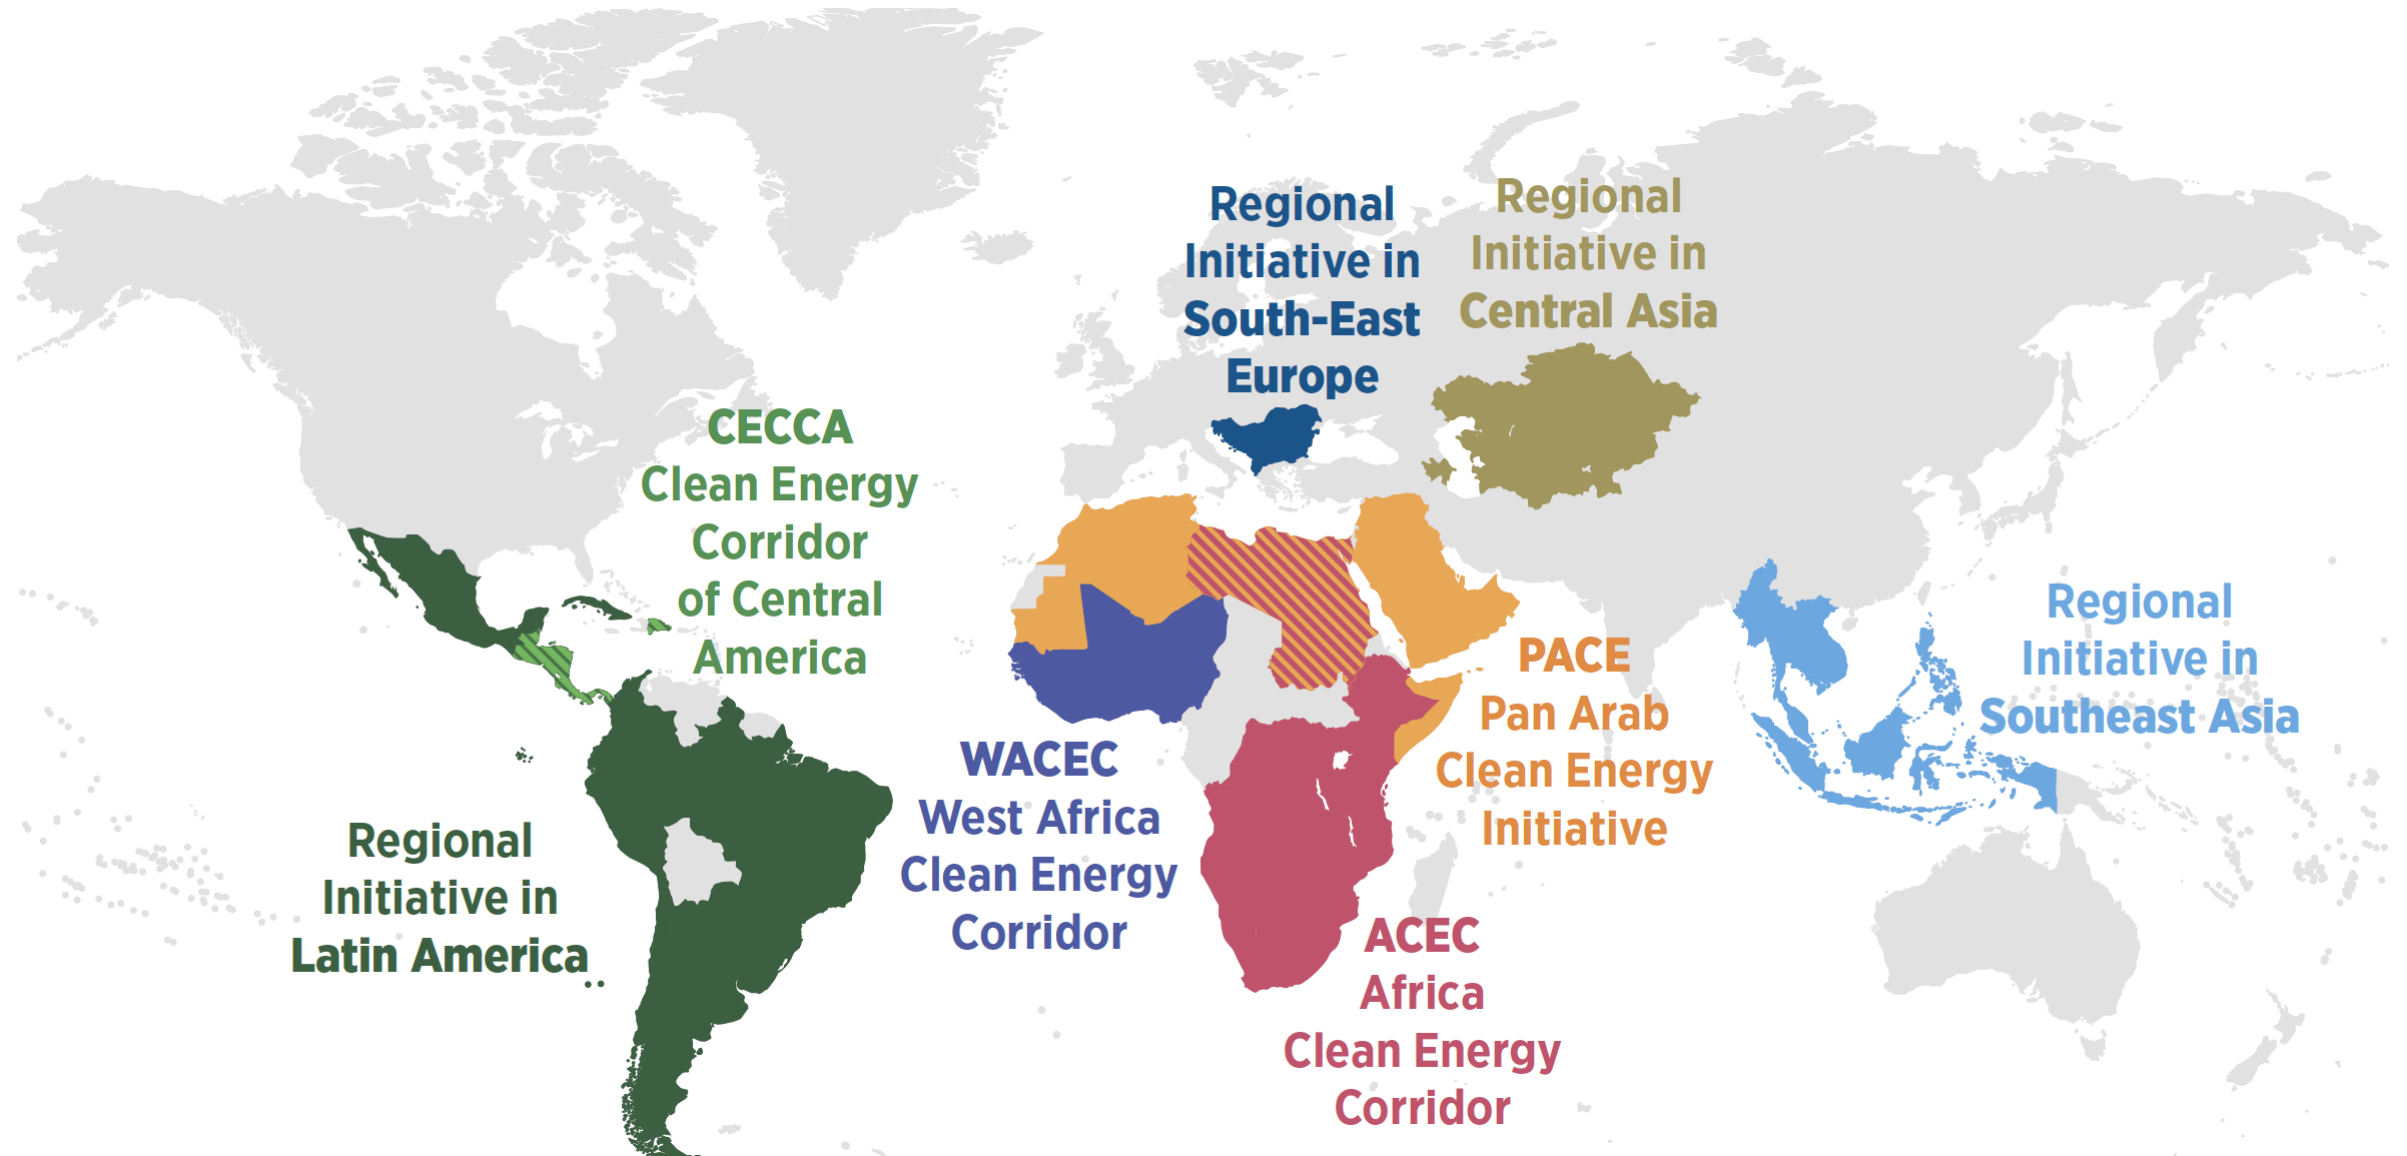 Regional
Initiative in
South-East
Europe
Regional
Initiative in
Central Asia
CECCA
Clean Energy
Corridor
of Central
America
Regional
Initiative in
Southeast Asia
PACE
Pan Arab
Clean Energy
Initiative
WACEC
West Africa
Clean Energy
Corridor
Regional
Initiative in
Latin America
ACEC
Africa
Clean Energy
Corridor